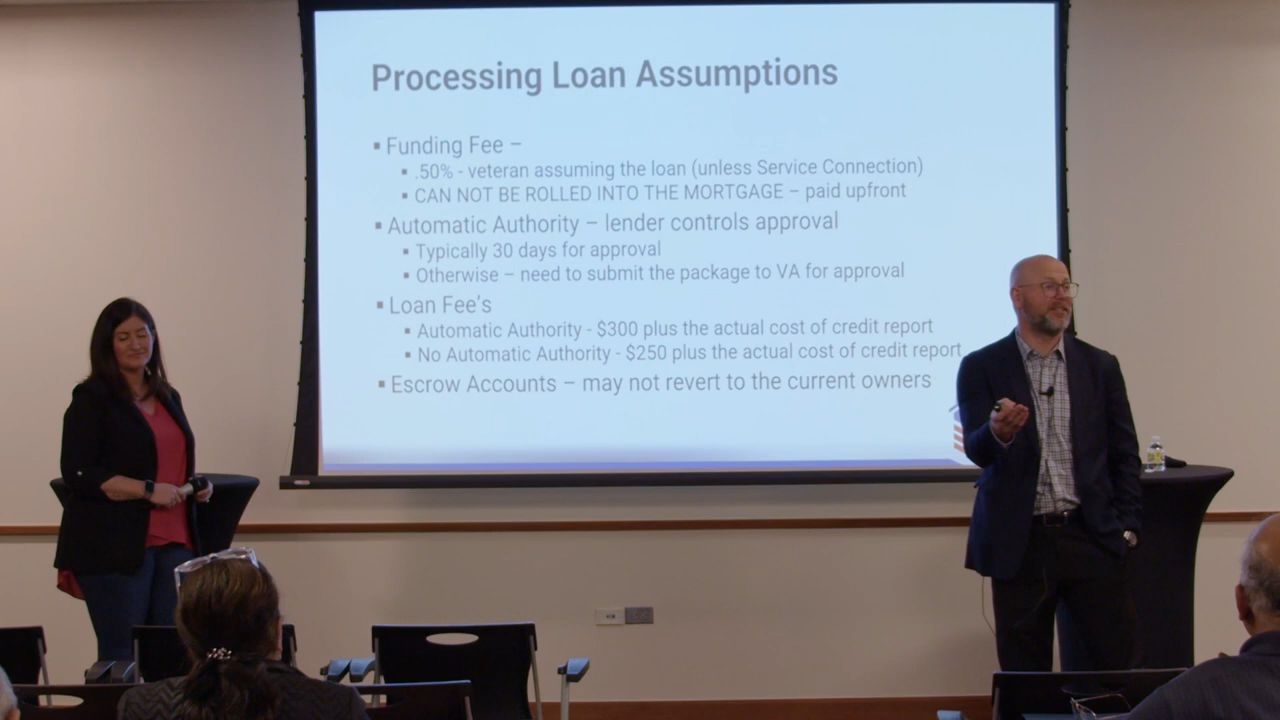 Processing Loan Assumptions
▪ Funding Fee –
▪ .50% - veteran assuming the loan (unless Service Connection)
▪ CAN NOT BE ROLLED INTO THE MORTGAGE – paid upfront
▪ Automatic Authority – lender controls approval
▪ Typically 30 days for approval
▪ Otherwise – need to submit the package to VA for approval
▪ Loan Fee's
▪ Automatic Authority - $300 plus the actual cost of credit report
▪ No Automatic Authority - $250 plus the actual cost of credit report
▪ Escrow Accounts – may not revert to the current owners